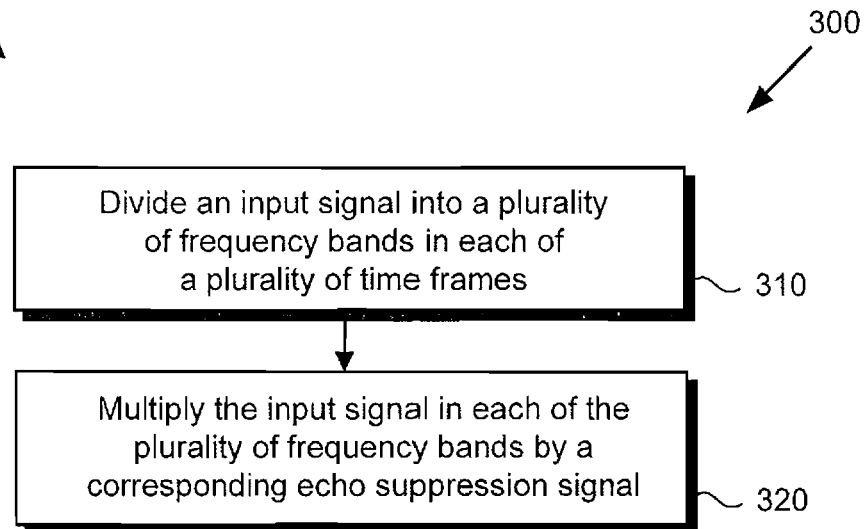 300
Divide an input signal into a plurality
of frequency bands in each of
a plurality of time frames
310
Multiply the input signal in each of the
plurality of frequency bands by a
corresponding echo suppression signal
320